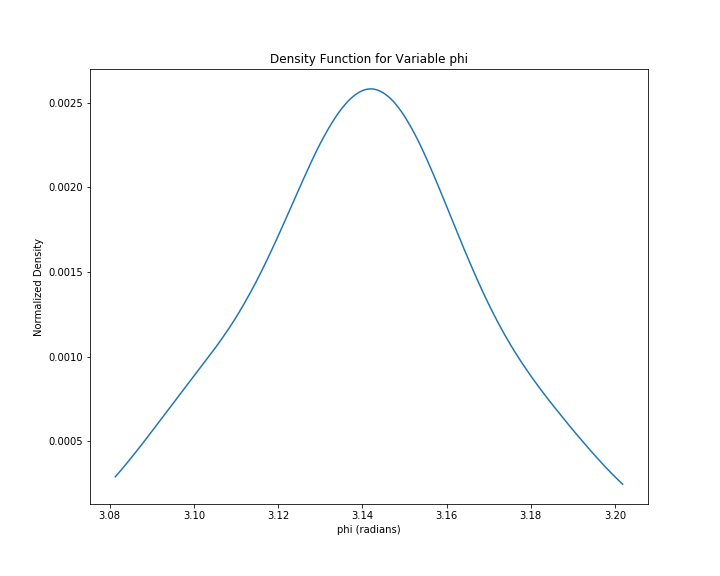 Density Function for Variable phi
Normalized Density
0.0025
0.0020
0.0015
0.0010
0.0005
3.08 3.10 3.12 3.14 3.16 3.18 3.20
phi (radians)